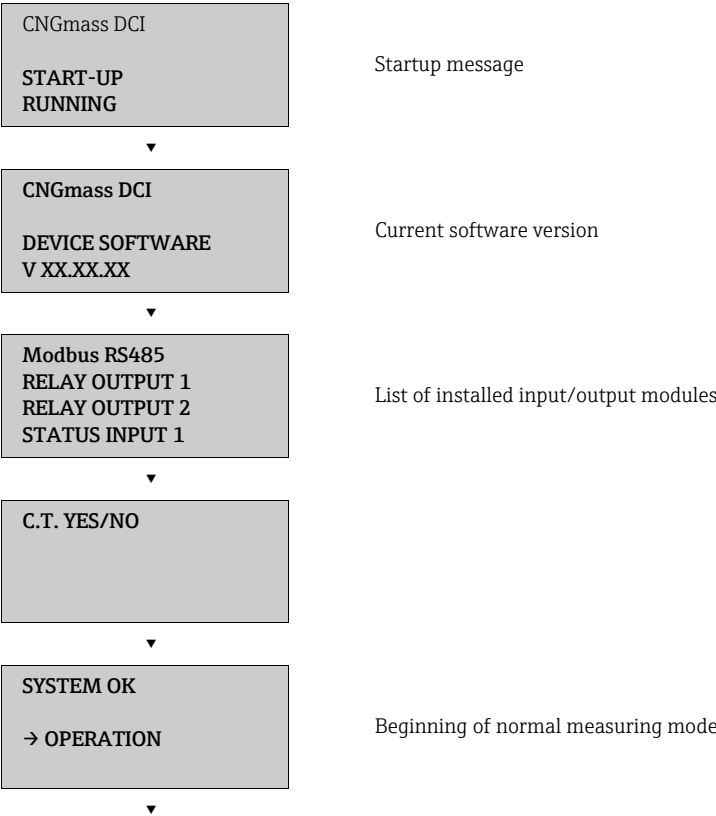 CNGmass DCI
START-UP
RUNNING
Startup message
▼
CNGmass DCI
DEVICE SOFTWARE
V XX.XX.XX
Current software version
▼
Modbus RS485
RELAY OUTPUT 1
RELAY OUTPUT 2
STATUS INPUT 1
List of installed input/output modules
▼
C.T. YES/NO
▼
SYSTEM OK
→ OPERATION
Beginning of normal measuring mode
▼